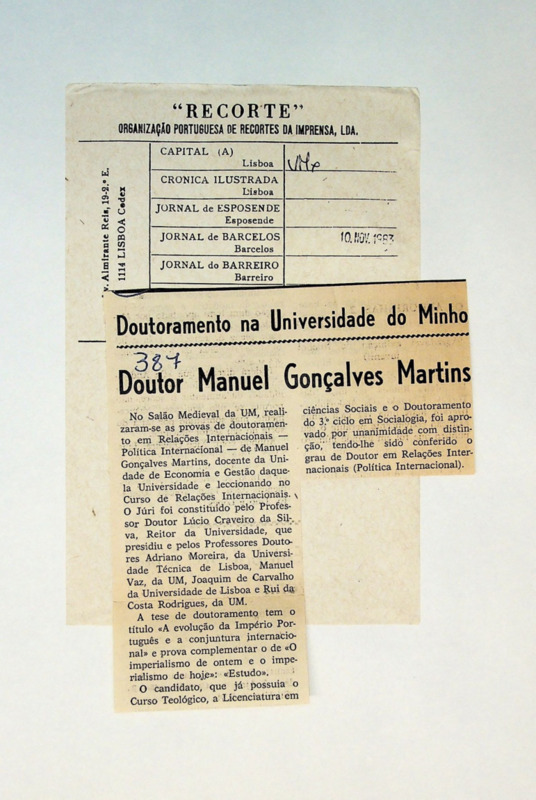 "RECORTE"
ORGANIZAÇÃO PORTUGUESA DE RECORTES DA IMPRENSA, LDA.
v. Almirante Reis, 19-2.º E.
1114 LISBOA Codex
CAPITAL (A)
Lisboa
CRONICA ILUSTRADA
Lisboa
JORNAL de ESPOSENDE
Esposende
JORNAL de BARCELOS
Barcelos
10. NOV. 1983
JORNAL do BARREIRO
Barreiro
Doutoramento na Universidade do Minho
387
Doutor Manuel Gonçalves Martins
No Salão Medieval da UM, reali-
zaram-se as provas de doutoramen-
to em Relações Internacionais —
Política Internacional — de Manuel
Gonçalves Martins, docente da Uni-
dade de Economia e Gestão daque-
la Universidade e leccionando no
Curso de Relações Internacionais.
O Júri foi constituído pelo Profes-
sor Doutor Lúcio Craveiro da Sil-
va, Reitor da Universidade, que
presidiu e pelos Professores Douto-
res Adriano Moreira, da Universi-
dade Técnica de Lisboa, Manuel
Vaz, da UM, Joaquim de Carvalho
da Universidade de Lisboa e Rui da
Costa Rodrigues, da UM.
A tese de doutoramento tem o
título «A evolução da Império Por-
tuguês e a conjuntura internacio-
nal» e prova complementar o de «O
imperialismo de ontem e o impe-
rialismo de hoje»: «Estudo».
O candidato, que já possuia o
Curso Teológico, a Licenciatura em
ciências Sociais e o Doutoramento
do 3.º ciclo em Socialogia, foi apro-
vado por unanimidade com distin-
ção, tendo-lhe sido conferido o
grau de Doutor em Relações Inter-
nacionais (Política Internacional).